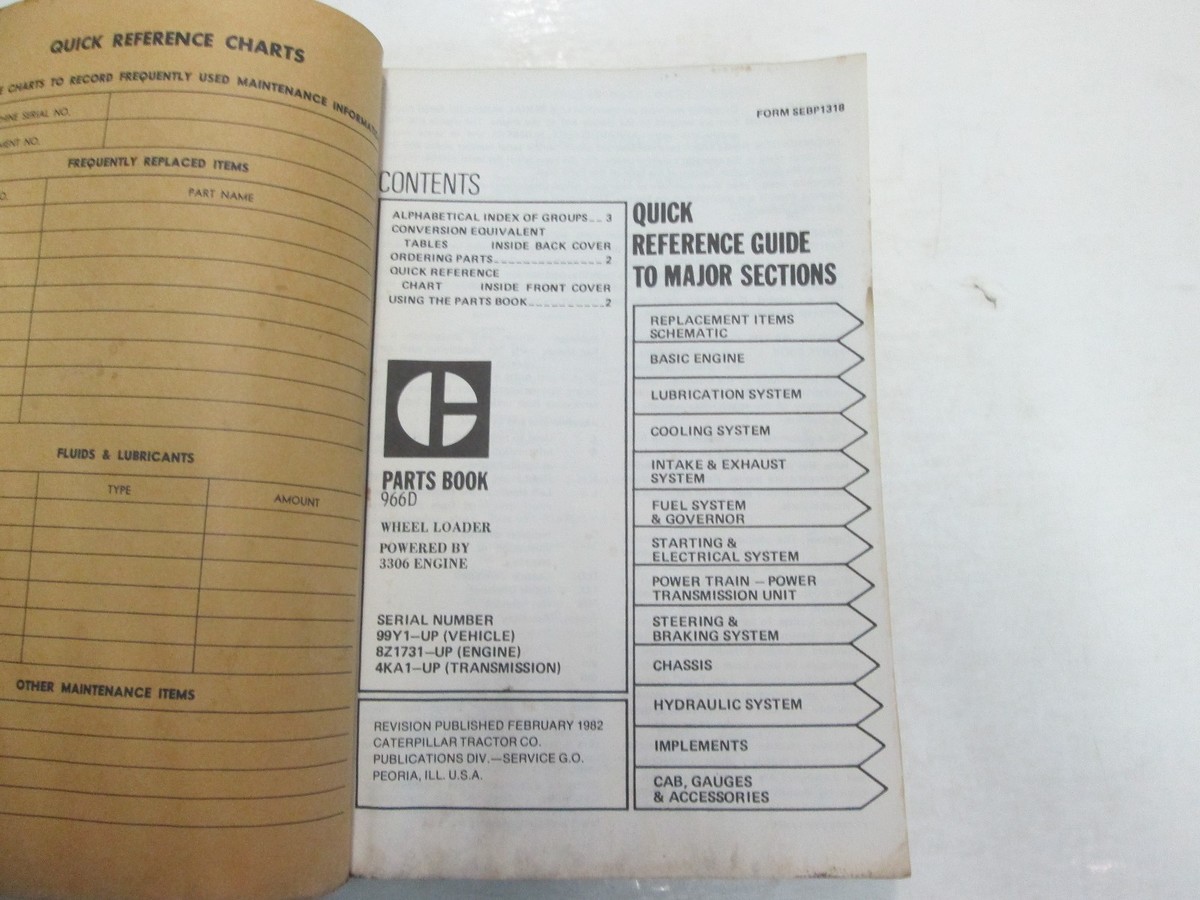 QUICK REFERENCE CHARTS
CHARTS TO RECORD FREQUENTLY USED MAINTENANCE
SERIAL NO.
NO.
FREQUENTLY REPLACED ITEMS
PART NAME
FLUIDS & LUBRICANTS
TYPE AMOUNT
OTHER MAINTENANCE ITEMS
FORM SEBP1318
CONTENTS
ALPHABETICAL INDEX OF GROUPS__ 3
CONVERSION EQUIVALENT
TABLES INSIDE BACK COVER
ORDERING PARTS________________2
QUICK REFERENCE
CHART INSIDE FRONT COVER
USING THE PARTS BOOK___________2
PARTS BOOK
966D
WHEEL LOADER
POWERED BY
3306 ENGINE
SERIAL NUMBER
99Y1–UP (VEHICLE)
8Z1731–UP (ENGINE)
4KA1–UP (TRANSMISSION)
REVISION PUBLISHED FEBRUARY 1982
CATERPILLAR TRACTOR CO.
PUBLICATIONS DIV.—SERVICE G.O.
PEORIA, ILL. U.S.A.
QUICK
REFERENCE GUIDE
TO MAJOR SECTIONS
REPLACEMENT ITEMS
SCHEMATIC
BASIC ENGINE
LUBRICATION SYSTEM
COOLING SYSTEM
INTAKE & EXHAUST
SYSTEM
FUEL SYSTEM
& GOVERNOR
STARTING &
ELECTRICAL SYSTEM
POWER TRAIN – POWER
TRANSMISSION UNIT
STEERING &
BRAKING SYSTEM
CHASSIS
HYDRAULIC SYSTEM
IMPLEMENTS
CAB, GAUGES
& ACCESSORIES